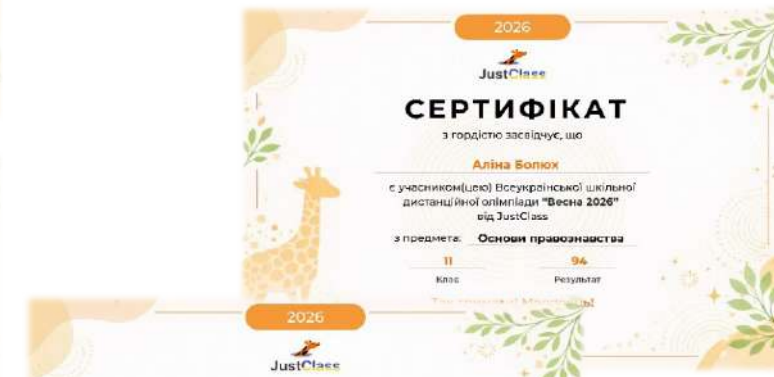 2026
JustClass
СЕРТИФІКАТ
з гордістю засвідчує, що
Аліна Болюх
є учасником(цею) Всеукраїнської шкільної
дистанційної олімпіади "Весна 2026"
від JustClass
з предмета: Основи правознавства
11 94
Клас Результат
2026
JustClass